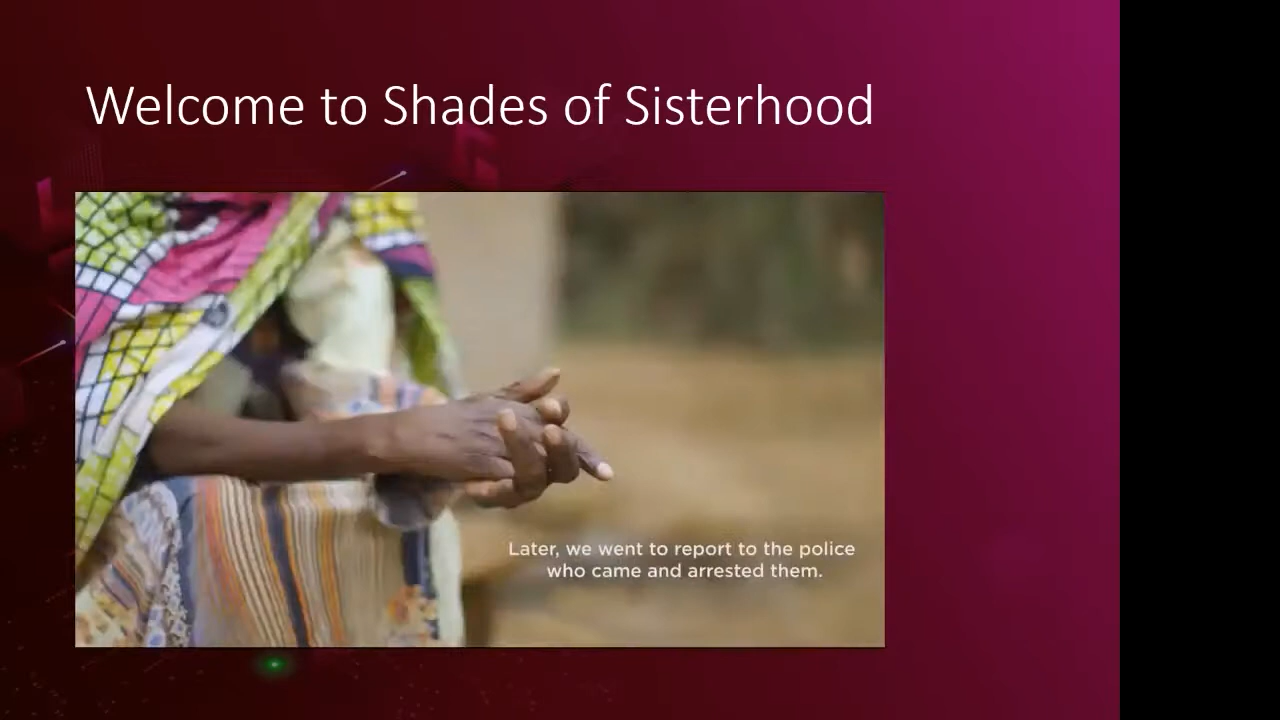 Welcome to Shades of Sisterhood
Later, we went to report to the police
who came and arrested them.